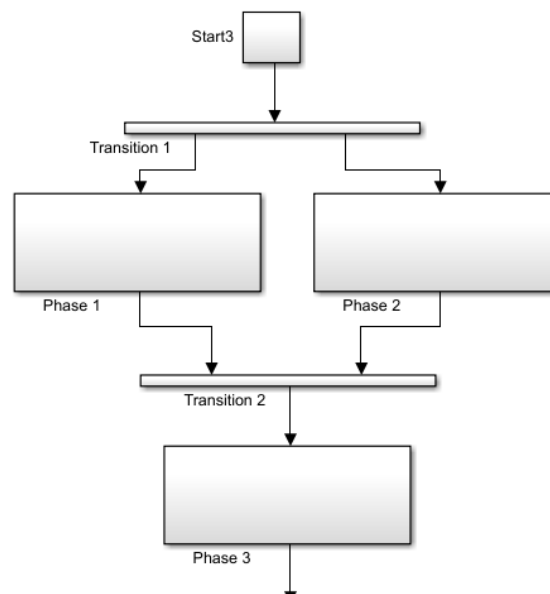 Start3
Transition 1
Phase 1
Phase 2
Transition 2
Phase 3